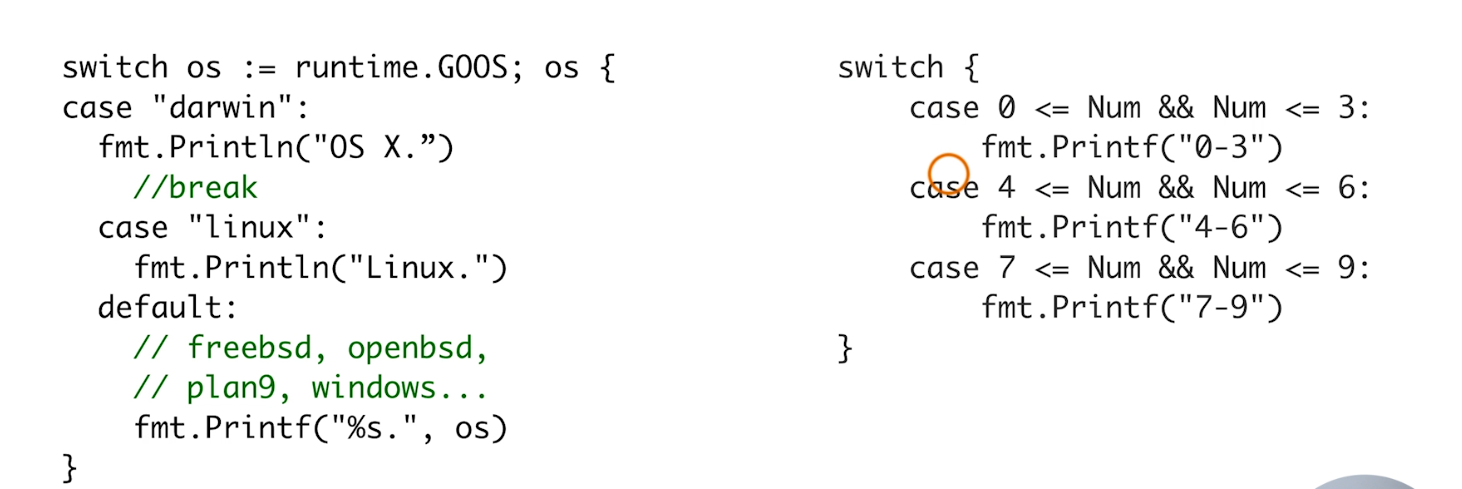 switch os := runtime.GOOS; os {
case "darwin":
  fmt.Println("OS X.”)
    //break
  case "linux":
    fmt.Println("Linux.")
  default:
    // freebsd, openbsd,
    // plan9, windows...
    fmt.Printf("%s.", os)
}
switch {
    case 0 <= Num && Num <= 3:
        fmt.Printf("0-3")
    case 4 <= Num && Num <= 6:
        fmt.Printf("4-6")
    case 7 <= Num && Num <= 9:
        fmt.Printf("7-9")
}